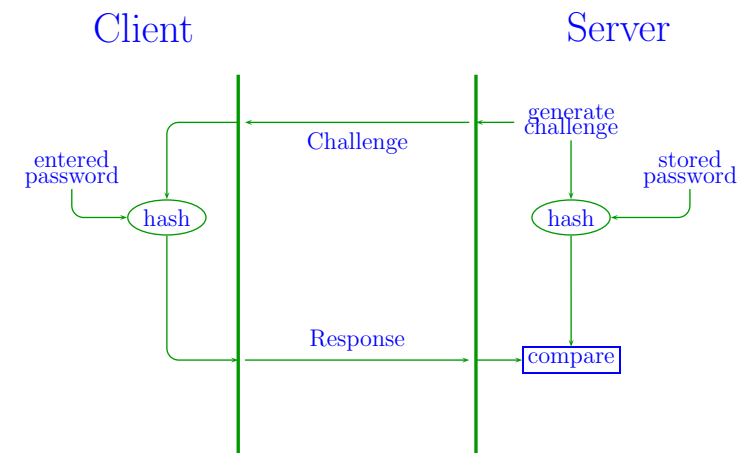 Client
Server
generate
challenge
Challenge
entered
password
stored
password
hash
hash
Response
compare